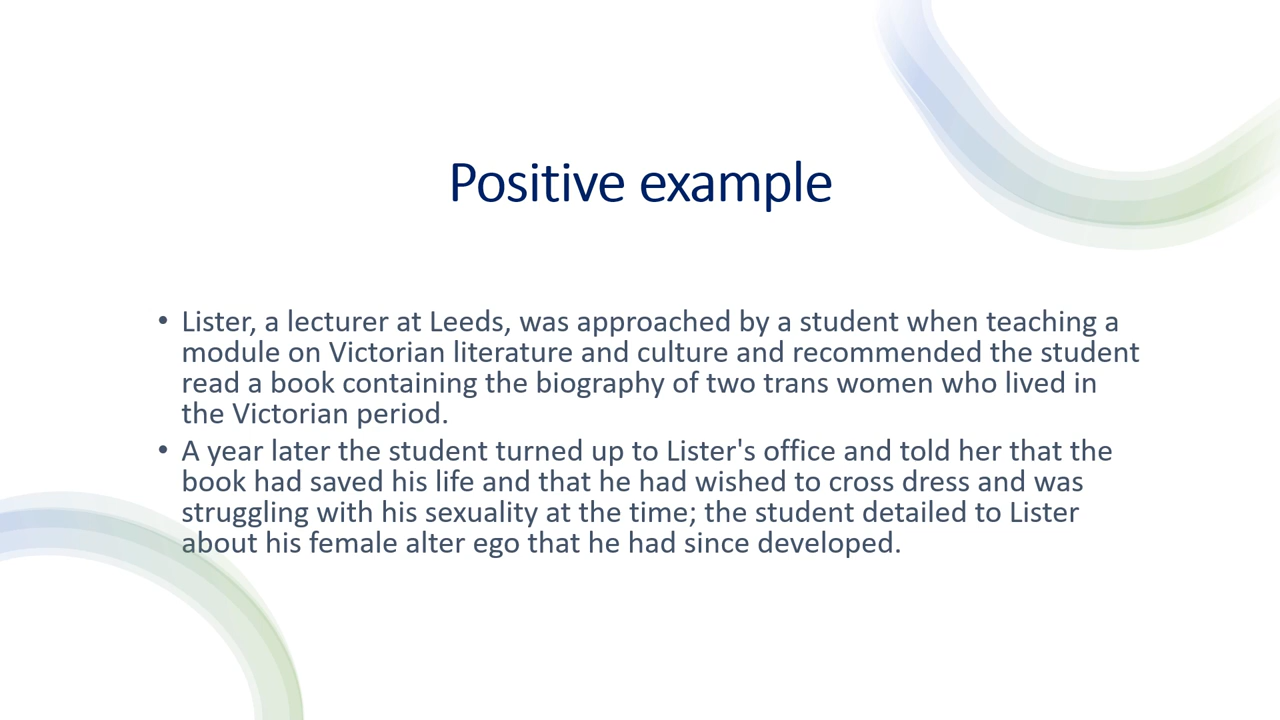 Positive example
• Lister, a lecturer at Leeds, was approached by a student when teaching a
module on Victorian literature and culture and recommended the student
read a book containing the biography of two trans women who lived in
the Victorian period.
• A year later the student turned up to Lister's office and told her that the
book had saved his life and that he had wished to cross dress and was
struggling with his sexuality at the time; the student detailed to Lister
about his female alter ego that he had since developed.